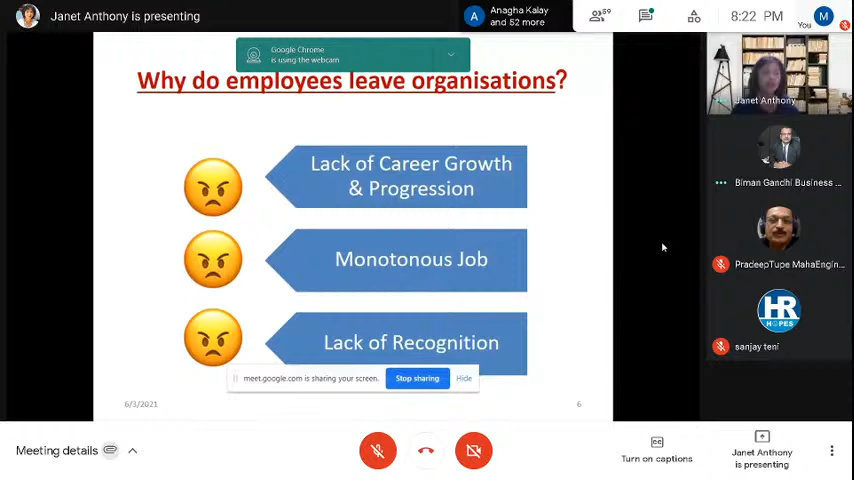 Janet Anthony is presenting
Anagha Kalay
and 52 more
A
59
8:22 PM
You
M
Google Chrome
is using the webcam
Why do employees leave organisations?
Lack of Career Growth
& Progression
Monotonous Job
Lack of Recognition
meet.google.com is sharing your screen.
Stop sharing
Hide
6/3/2021
6
Janet Anthony
Biman Gandhi Business ...
PradeepTupe MahaEngin...
HR
HOPES
sanjay teni
Meeting details
Turn on captions
Janet Anthony
is presenting